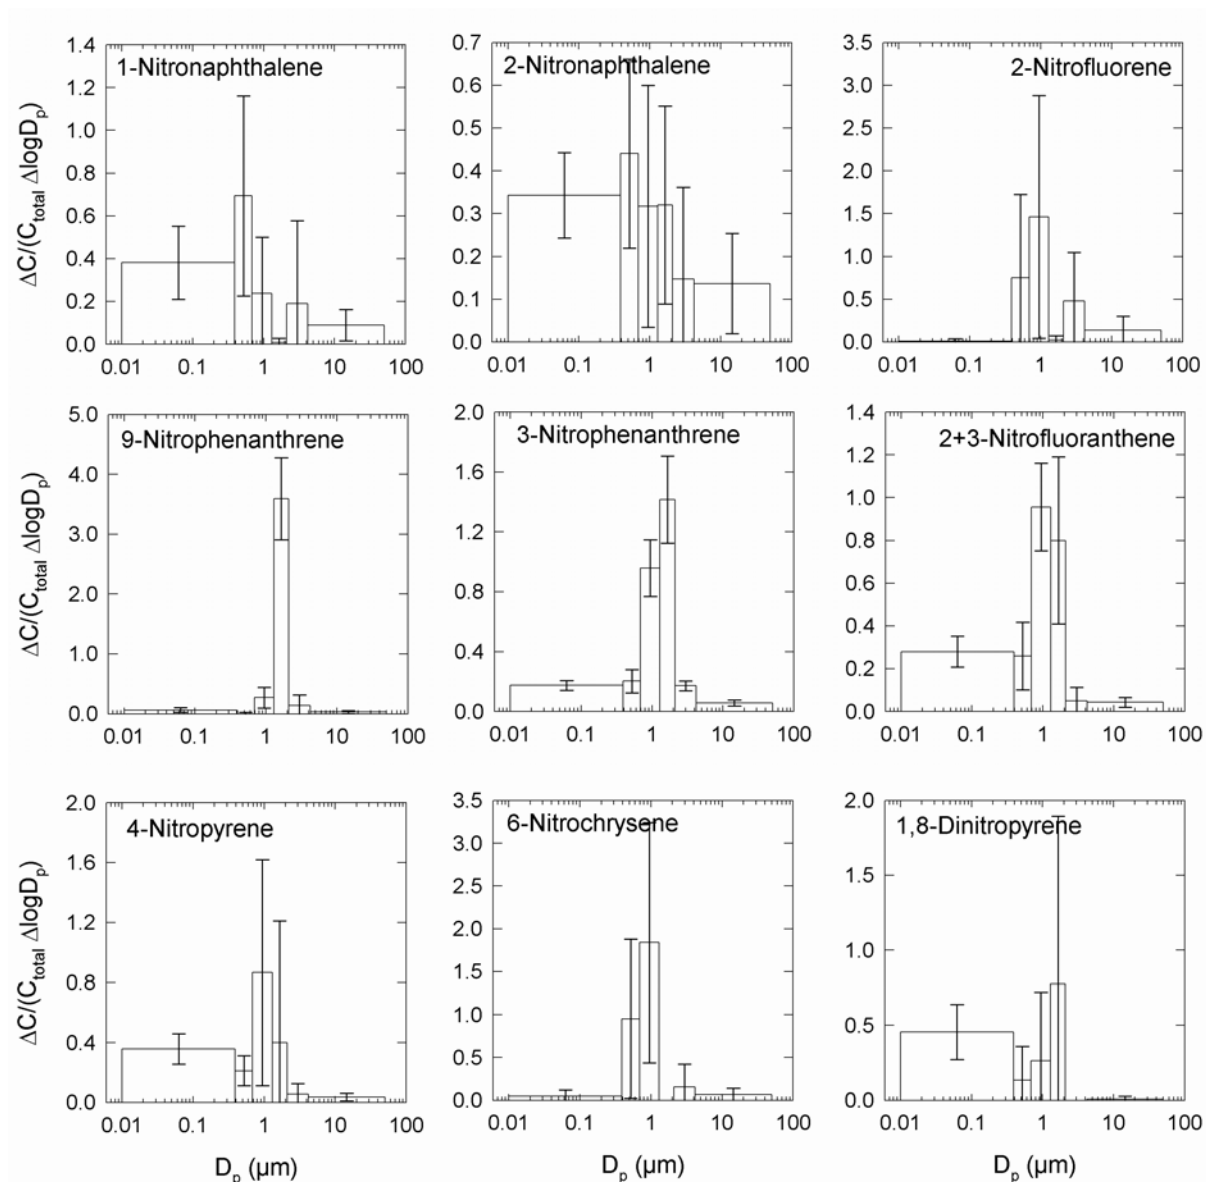 1-Nitronaphthalene
ΔC/(C_total ΔlogD_p)
1.4
1.2
1.0
0.8
0.6
0.4
0.2
0.0
0.01 0.1 1 10 100
2-Nitronaphthalene
0.7
0.6
0.5
0.4
0.3
0.2
0.1
0.0
0.01 0.1 1 10 100
2-Nitrofluorene
3.5
3.0
2.5
2.0
1.5
1.0
0.5
0.0
0.01 0.1 1 10 100
9-Nitrophenanthrene
ΔC/(C_total ΔlogD_p)
5.0
4.0
3.0
2.0
1.0
0.0
0.01 0.1 1 10 100
3-Nitrophenanthrene
2.0
1.6
1.2
0.8
0.4
0.0
0.01 0.1 1 10 100
2+3-Nitrofluoranthene
1.4
1.2
1.0
0.8
0.6
0.4
0.2
0.0
0.01 0.1 1 10 100
4-Nitropyrene
ΔC/(C_total ΔlogD_p)
2.0
1.6
1.2
0.8
0.4
0.0
0.01 0.1 1 10 100
D_p (µm)
6-Nitrochrysene
3.5
3.0
2.5
2.0
1.5
1.0
0.5
0.0
0.01 0.1 1 10 100
D_p (µm)
1,8-Dinitropyrene
2.0
1.5
1.0
0.5
0.0
0.01 0.1 1 10 100
D_p (µm)